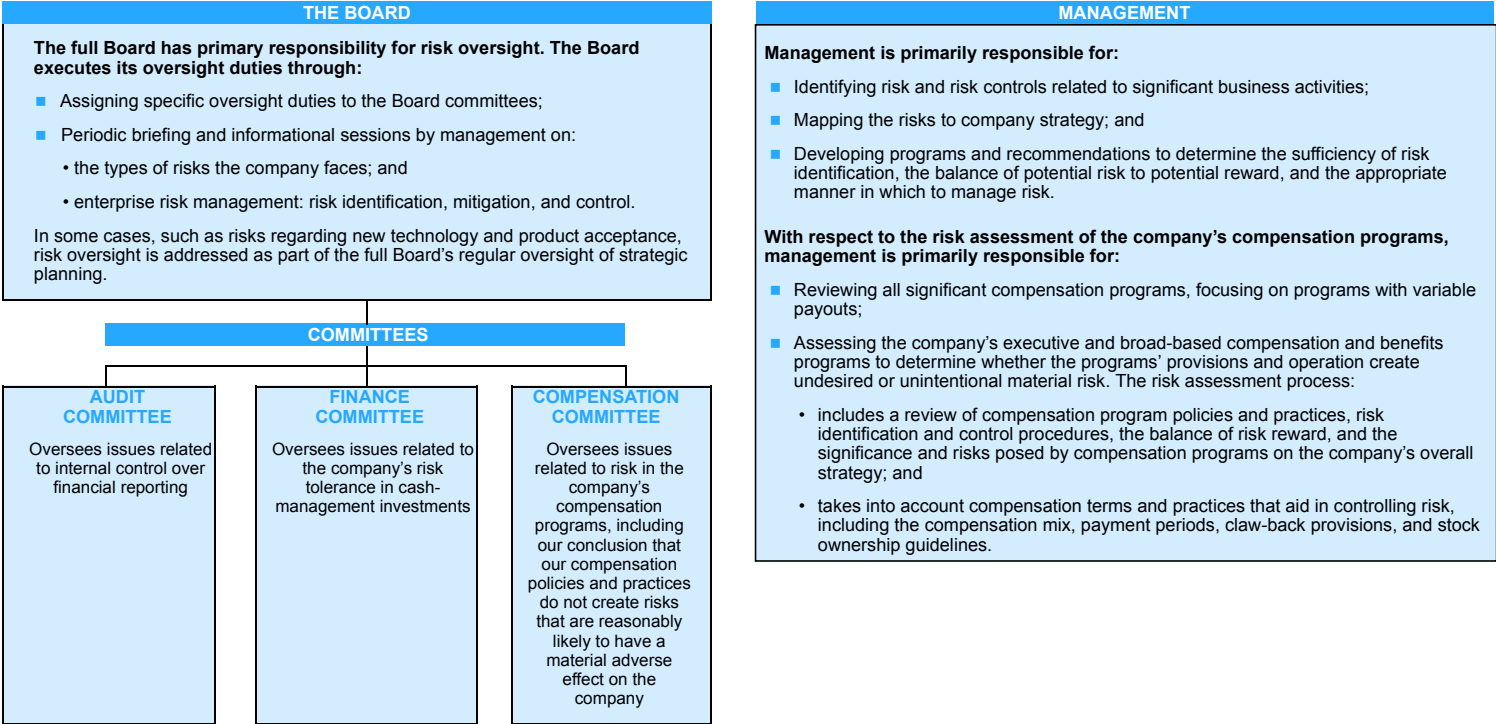 THE BOARD
The full Board has primary responsibility for risk oversight. The Board
executes its oversight duties through:
■ Assigning specific oversight duties to the Board committees;
■ Periodic briefing and informational sessions by management on:
• the types of risks the company faces; and
• enterprise risk management: risk identification, mitigation, and control.
In some cases, such as risks regarding new technology and product acceptance,
risk oversight is addressed as part of the full Board’s regular oversight of strategic
planning.
COMMITTEES
AUDIT
COMMITTEE
Oversees issues related
to internal control over
financial reporting
FINANCE
COMMITTEE
Oversees issues related to
the company’s risk
tolerance in cash-
management investments
COMPENSATION
COMMITTEE
Oversees issues
related to risk in the
company’s
compensation
programs, including
our conclusion that
our compensation
policies and practices
do not create risks
that are reasonably
likely to have a
material adverse
effect on the
company
MANAGEMENT
Management is primarily responsible for:
■ Identifying risk and risk controls related to significant business activities;
■ Mapping the risks to company strategy; and
■ Developing programs and recommendations to determine the sufficiency of risk
identification, the balance of potential risk to potential reward, and the appropriate
manner in which to manage risk.
With respect to the risk assessment of the company’s compensation programs,
management is primarily responsible for:
■ Reviewing all significant compensation programs, focusing on programs with variable
payouts;
■ Assessing the company’s executive and broad-based compensation and benefits
programs to determine whether the programs’ provisions and operation create
undesired or unintentional material risk. The risk assessment process:
• includes a review of compensation program policies and practices, risk
identification and control procedures, the balance of risk reward, and the
significance and risks posed by compensation programs on the company’s overall
strategy; and
• takes into account compensation terms and practices that aid in controlling risk,
including the compensation mix, payment periods, claw-back provisions, and stock
ownership guidelines.